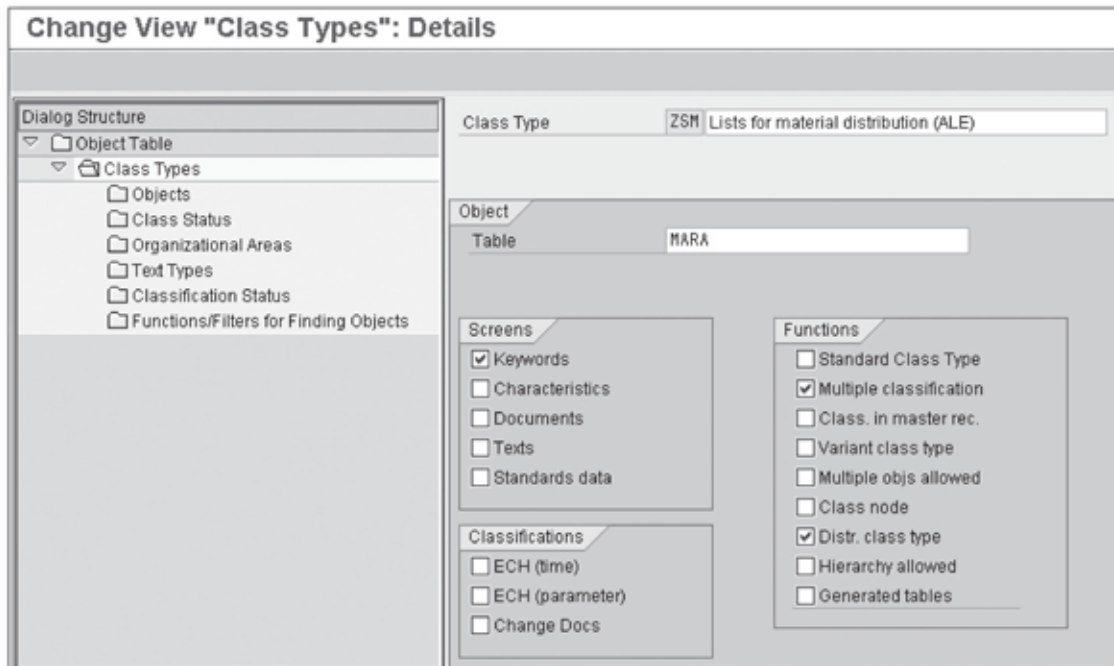 Change View "Class Types": Details
Dialog Structure
Object Table
Class Types
Objects
Class Status
Organizational Areas
Text Types
Classification Status
Functions/Filters for Finding Objects
Class Type ZSM Lists for material distribution (ALE)
Object
Table MARA
Screens
Keywords
Characteristics
Documents
Texts
Standards data
Classifications
ECH (time)
ECH (parameter)
Change Docs
Functions
Standard Class Type
Multiple classification
Class. in master rec.
Variant class type
Multiple objs allowed
Class node
Distr. class type
Hierarchy allowed
Generated tables